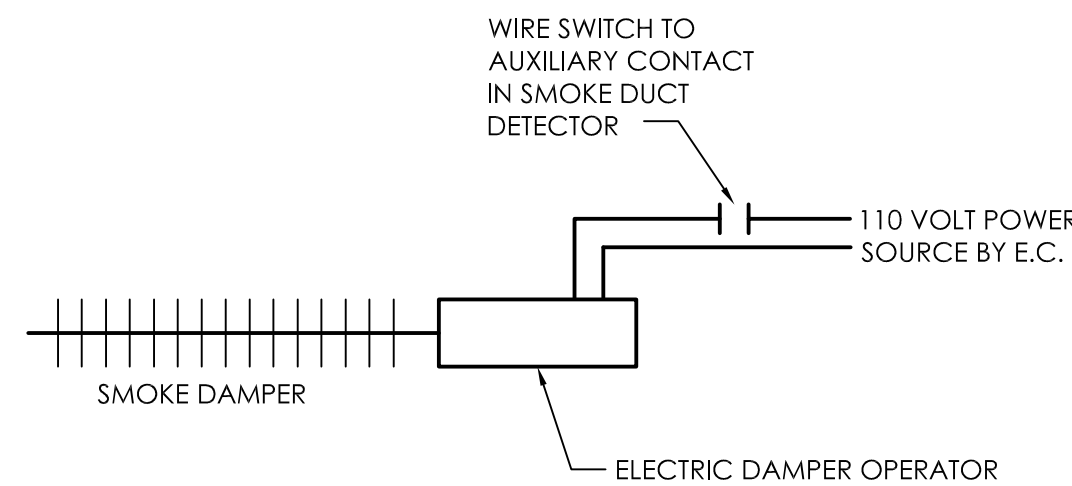 WIRE SWITCH TO
AUXILIARY CONTACT
IN SMOKE DUCT
DETECTOR
110 VOLT POWER
SOURCE BY E.C.
SMOKE DAMPER
ELECTRIC DAMPER OPERATOR